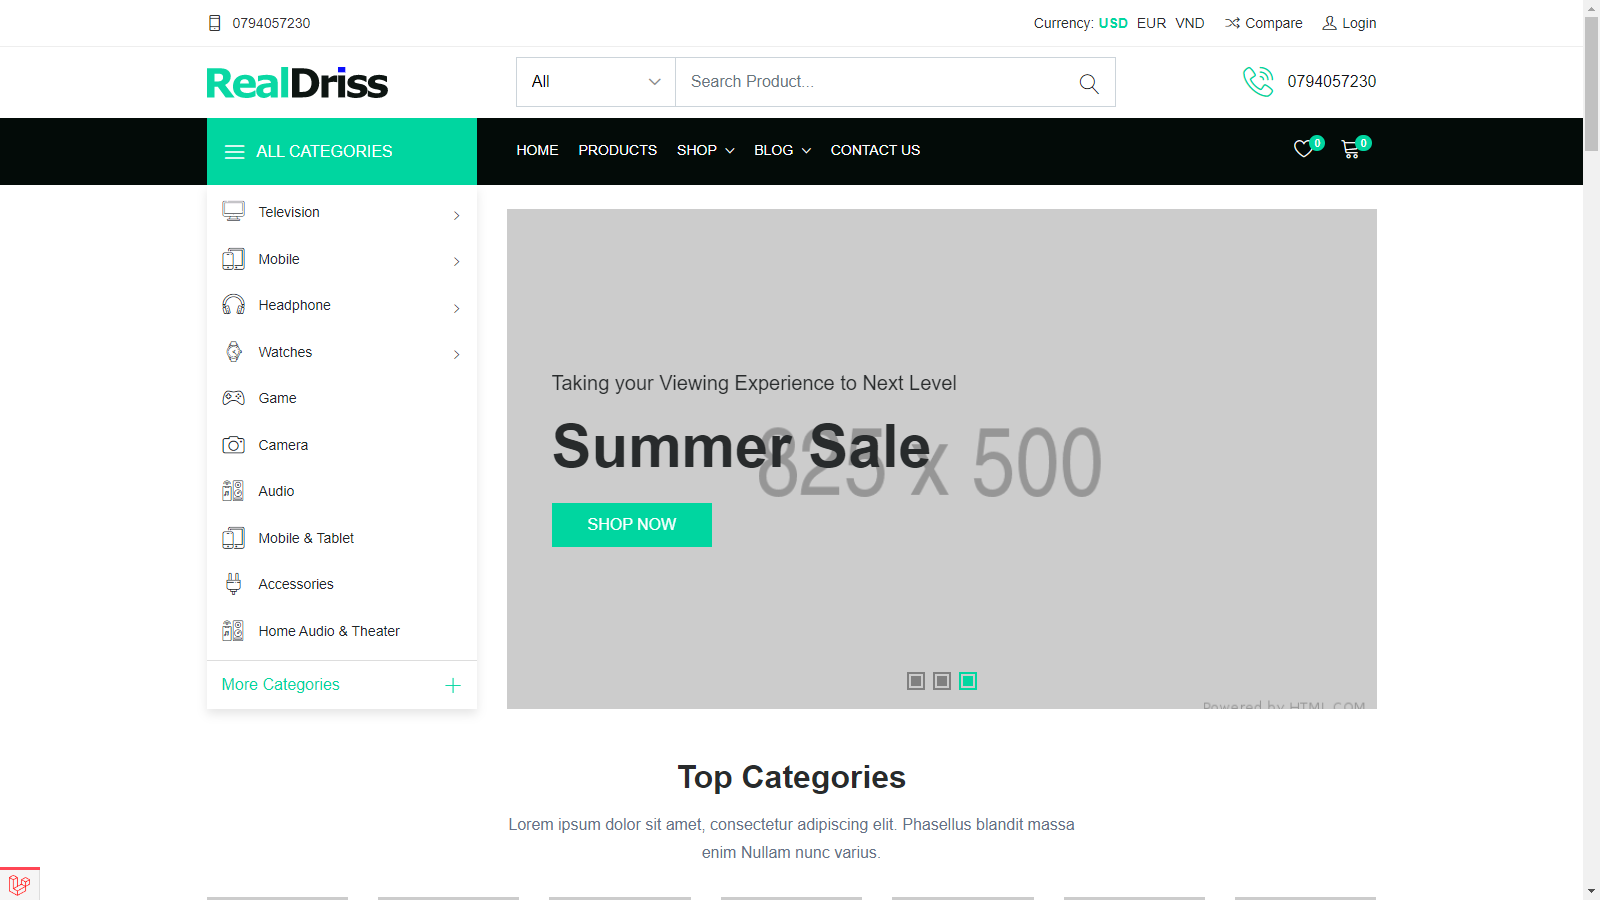 0794057230
Currency: USD EUR VND Compare Login
RealDriss
All
Search Product...
0794057230
ALL CATEGORIES
HOME PRODUCTS SHOP BLOG CONTACT US
0 0
Television
Mobile
Headphone
Watches
Game
Camera
Audio
Mobile & Tablet
Accessories
Home Audio & Theater
More Categories
Taking your Viewing Experience to Next Level
Summer Sale
825 x 500
SHOP NOW
Powered by HTML.COM
Top Categories
Lorem ipsum dolor sit amet, consectetur adipiscing elit. Phasellus blandit massa
enim Nullam nunc varius.